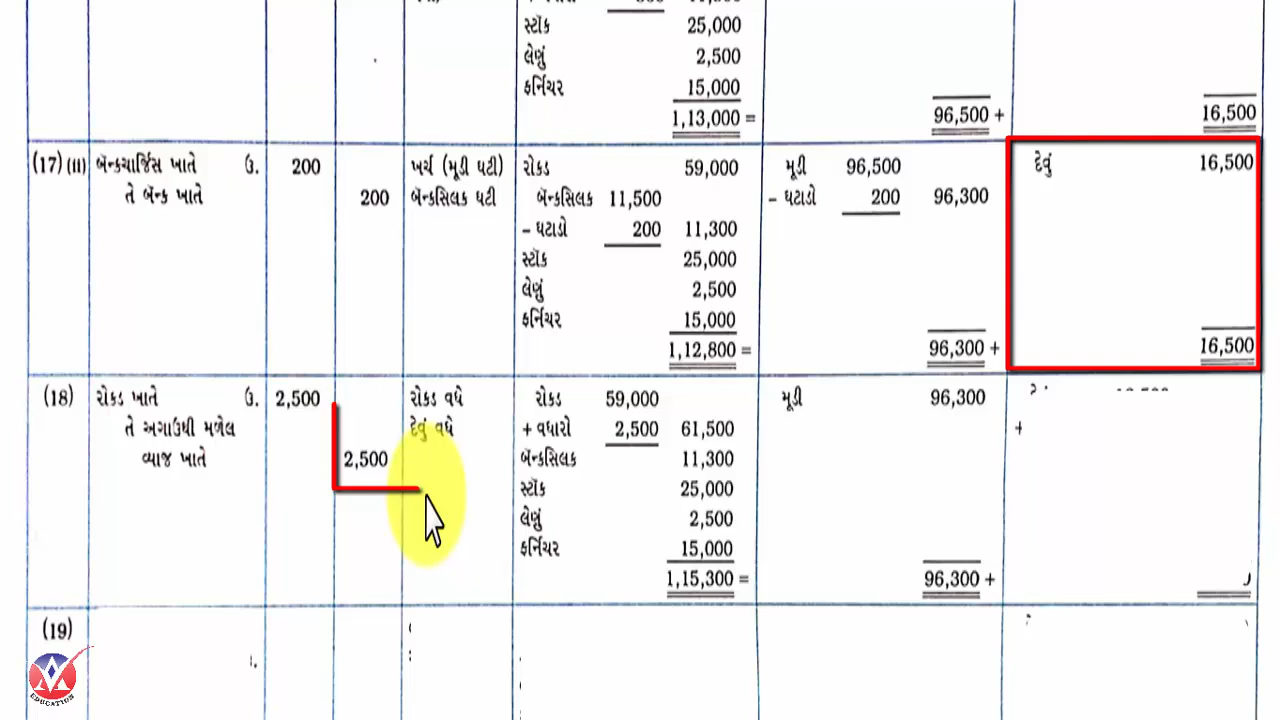 સ્ટૉક 25,000
લેણું 2,500
ફર્નિચર 15,000
1,13,000 = 96,500 + 16,500
(17) (II) બૅન્કચાર્જિસ ખાતે ઉ. 200 ખર્ચ (મૂડી ઘટી) રોકડ 59,000 મૂડી 96,500 દેવું 16,500
તે બૅન્ક ખાતે 200 બૅન્કસિલક ઘટી બૅન્કસિલક 11,500 – ઘટાડો 200 96,300
– ઘટાડો 200 11,300
સ્ટૉક 25,000
લેણું 2,500
ફર્નિચર 15,000
1,12,800 = 96,300 + 16,500
(18) રોકડ ખાતે ઉ. 2,500 રોકડ વધે રોકડ 59,000 મૂડી 96,300
તે અગાઉથી મળેલ દેવું વધે + વધારો 2,500 61,500 +
વ્યાજ ખાતે 2,500 બૅન્કસિલક 11,300
સ્ટૉક 25,000
લેણું 2,500
ફર્નિચર 15,000
1,15,300 = 96,300 +
(19)
EDUCATION